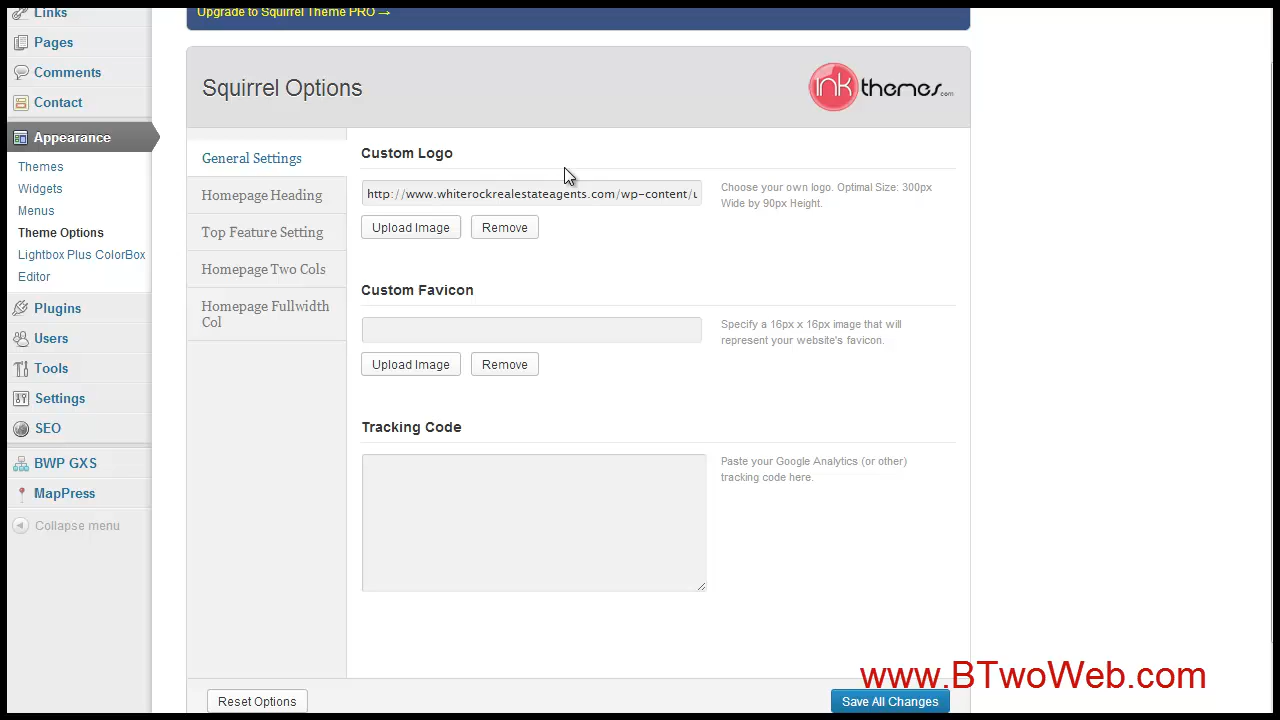 Links
Pages
Comments
Contact
Appearance
Themes
Widgets
Menus
Theme Options
Lightbox Plus ColorBox
Editor
Plugins
Users
Tools
Settings
SEO
BWP GXS
MapPress
Collapse menu
Upgrade to Squirrel Theme PRO →
Squirrel Options
ınk themes.com
General Settings
Homepage Heading
Top Feature Setting
Homepage Two Cols
Homepage Fullwidth
Col
Custom Logo
http://www.whiterockrealestateagents.com/wp-content/u
Choose your own logo. Optimal Size: 300px
Wide by 90px Height.
Upload Image Remove
Custom Favicon
Specify a 16px x 16px image that will
represent your website's favicon.
Upload Image Remove
Tracking Code
Paste your Google Analytics (or other)
tracking code here.
Reset Options
Save All Changes
www.BTwoWeb.com